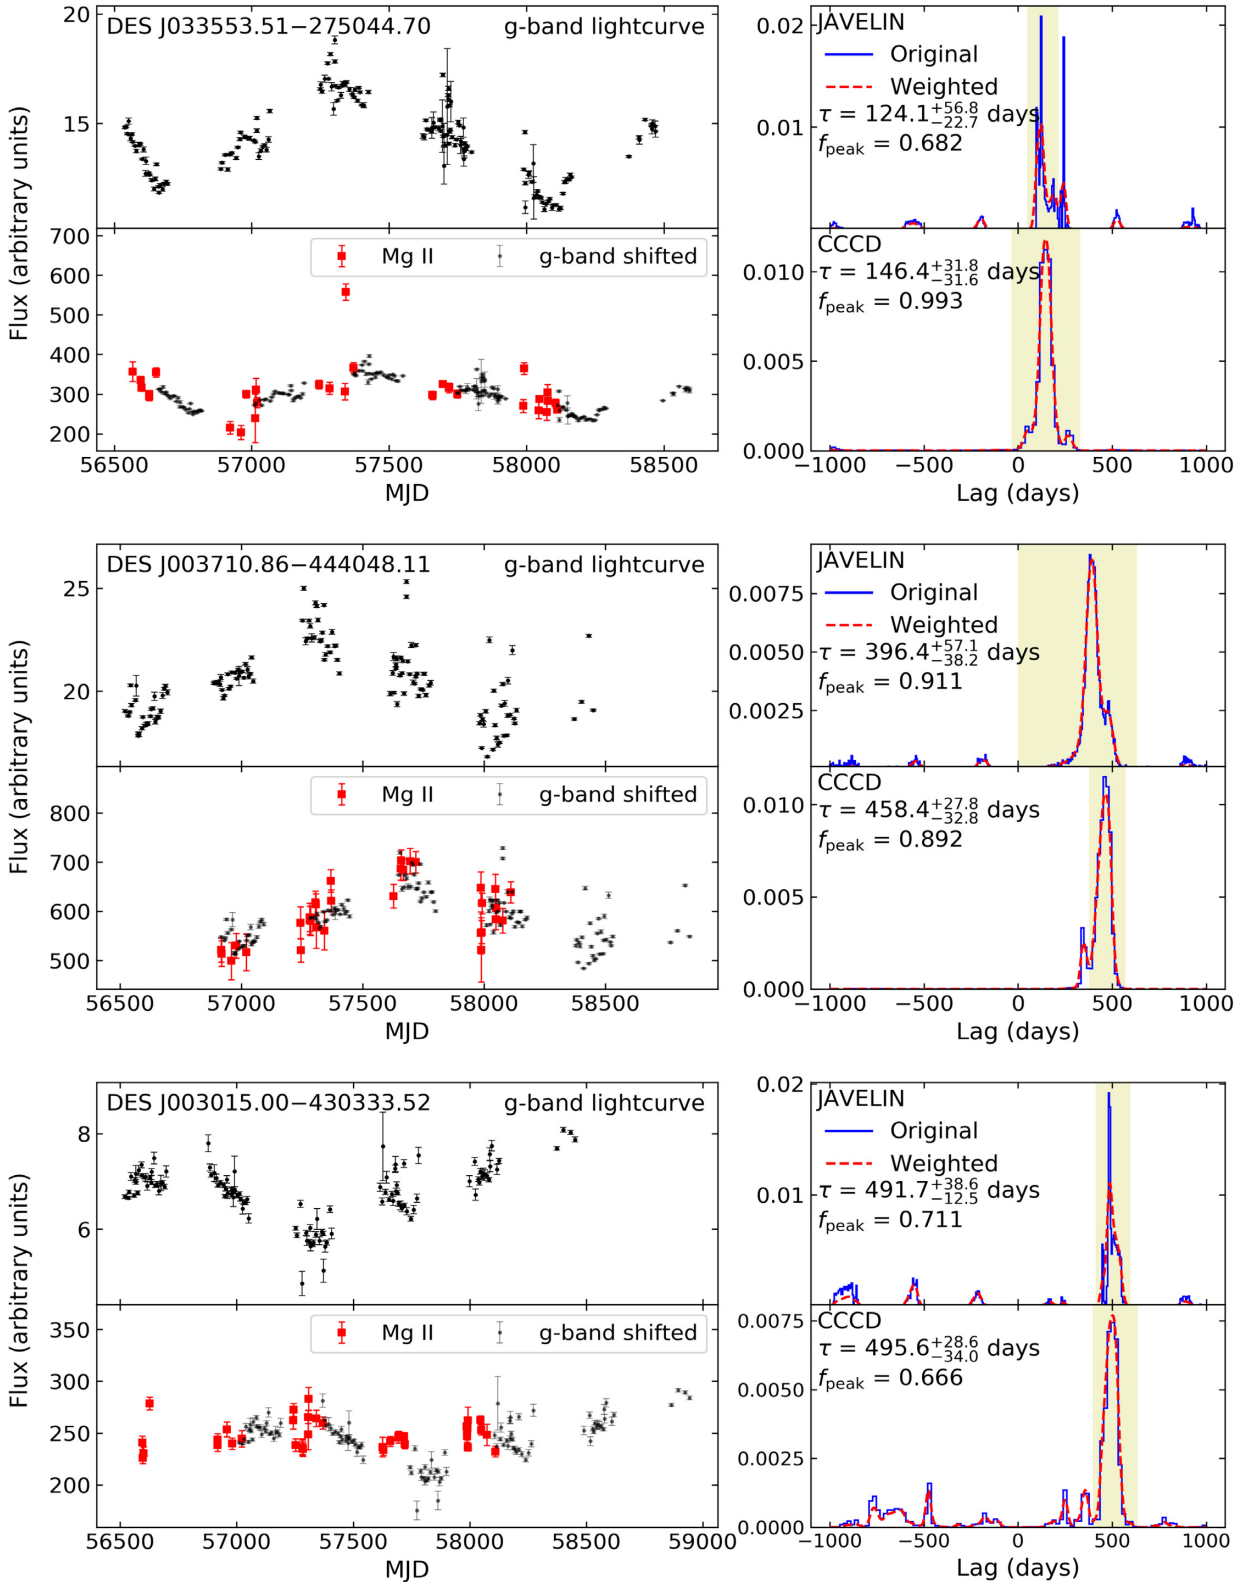 DES J033553.51−275044.70 g-band lightcurve
15
10
Flux (arbitrary units)
Mg II g-band shifted
700
600
500
400
300
200
56500 57000 57500 58000 58500
MJD
JAVELIN
Original
Weighted
τ = 124.1+56.8−22.7 days
fpeak = 0.682
0.02
0.01
CCCD
τ = 146.4+31.8−31.6 days
fpeak = 0.993
0.010
0.005
0.000
−1000 −500 0 500 1000
Lag (days)
DES J003710.86−444048.11 g-band lightcurve
25
20
Flux (arbitrary units)
Mg II g-band shifted
800
700
600
500
56500 57000 57500 58000 58500
MJD
JAVELIN
Original
Weighted
τ = 396.4+57.1−38.2 days
fpeak = 0.911
0.0075
0.0050
0.0025
CCCD
τ = 458.4+27.8−32.8 days
fpeak = 0.892
0.010
0.005
0.000
−1000 −500 0 500 1000
Lag (days)
DES J003015.00−430333.52 g-band lightcurve
8
6
Flux (arbitrary units)
Mg II g-band shifted
350
300
250
200
56500 57000 57500 58000 58500 59000
MJD
JAVELIN
Original
Weighted
τ = 491.7+38.6−12.5 days
fpeak = 0.711
0.02
0.01
CCCD
τ = 495.6+28.6−34.0 days
fpeak = 0.666
0.0075
0.0050
0.0025
0.0000
−1000 −500 0 500 1000
Lag (days)